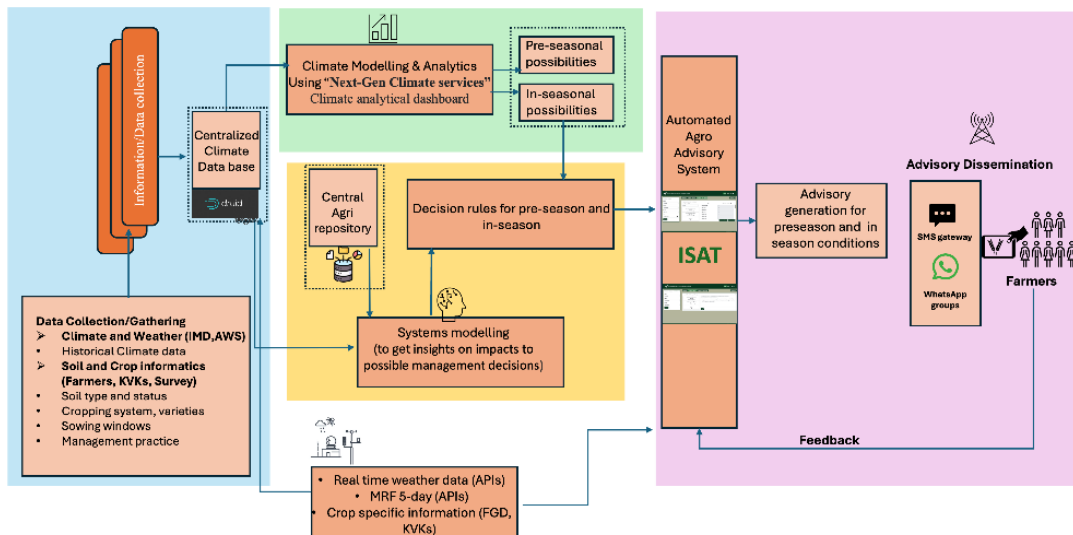 Information/Data collection
Centralized
Climate
Data base
druid
Data Collection/Gathering
➢ Climate and Weather (IMD,AWS)
• Historical Climate data
➢ Soil and Crop informatics
(Farmers, KVKs, Survey)
• Soil type and status
• Cropping system, varieties
• Sowing windows
• Management practice
Climate Modelling & Analytics
Using “Next-Gen Climate services”
Climate analytical dashboard
Pre-seasonal
possibilities
In-seasonal
possibilities
Central
Agri
repository
Decision rules for pre-season and
in-season
Systems modelling
(to get insights on impacts to
possible management decisions)
• Real time weather data (APIs)
• MRF 5-day (APIs)
• Crop specific information (FGD,
KVKs)
Automated
Agro
Advisory
System
ISAT
Advisory
generation for
preseason and in
season conditions
Advisory Dissemination
SMS gateway
WhatsApp
groups
Farmers
Feedback